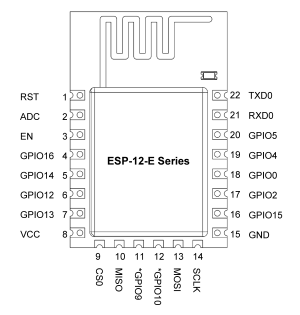 RST 1
ADC 2
EN 3
GPIO16 4
GPIO14 5
GPIO12 6
GPIO13 7
VCC 8
ESP-12-E Series
22 TXD0
21 RXD0
20 GPIO5
19 GPIO4
18 GPIO0
17 GPIO2
16 GPIO15
15 GND
9 10 11 12 13 14
CS0
MISO
*GPIO9
*GPIO10
MOSI
SCLK